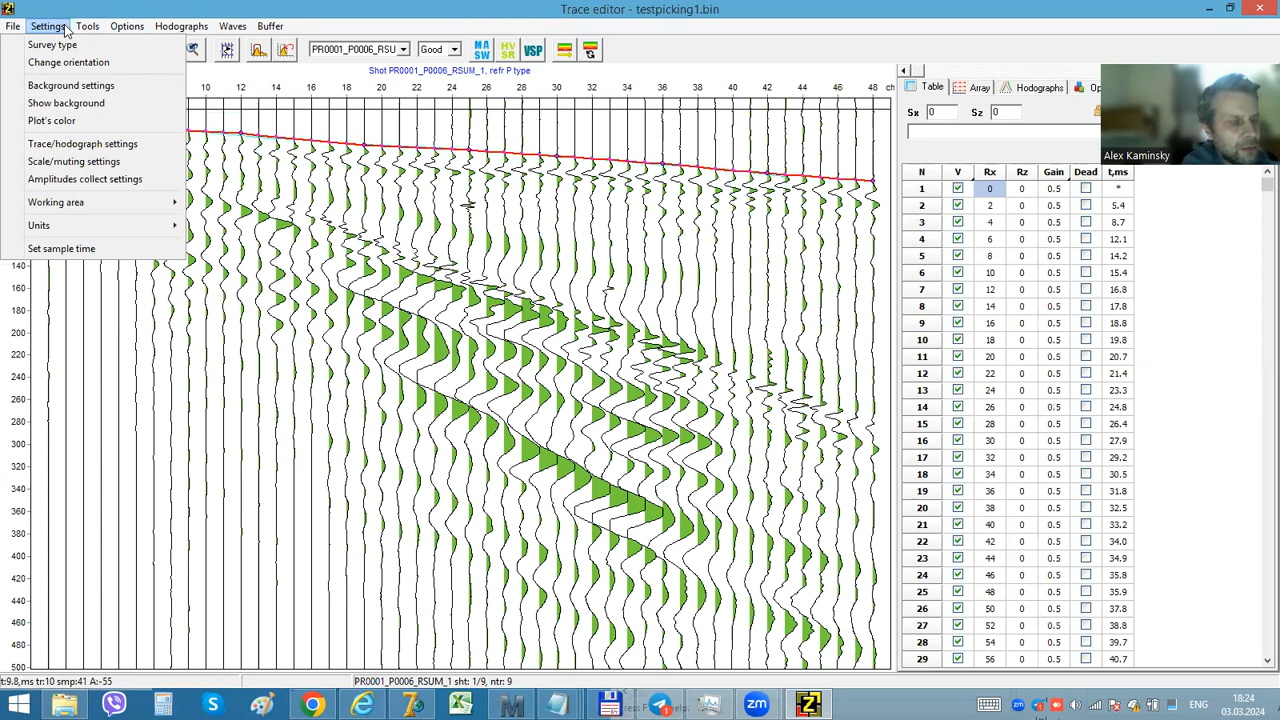 Trace editor - testpicking1.bin
File Settings Tools Options Hodographs Waves Buffer
Survey type
Change orientation
Background settings
Show background
Plot's color
Trace/hodograph settings
Scale/muting settings
Amplitudes collect settings
Working area
Units
Set sample time
PR0001_P0006_RSU Good MA SW HV SR VSP
Shot PR0001_P0006_RSUM_1, refr P type
10 12 14 16 18 20 22 24 26 28 30 32 34 36 38 40 42 44 46 48 ch
140
160
180
200
220
240
260
280
300
320
340
360
380
400
420
440
460
480
500
Table Array Hodographs Op
Sx 0 Sz 0
Alex Kaminsky
N V Rx Rz Gain Dead t,ms
1 0 0 0.5 *
2 2 0 0.5 5.4
3 4 0 0.5 8.7
4 6 0 0.5 12.1
5 8 0 0.5 14.2
6 10 0 0.5 15.4
7 12 0 0.5 16.8
8 14 0 0.5 17.8
9 16 0 0.5 18.8
10 18 0 0.5 19.8
11 20 0 0.5 20.7
12 22 0 0.5 21.4
13 24 0 0.5 23.3
14 26 0 0.5 24.8
15 28 0 0.5 26.4
16 30 0 0.5 27.9
17 32 0 0.5 29.2
18 34 0 0.5 30.5
19 36 0 0.5 31.8
20 38 0 0.5 32.5
21 40 0 0.5 33.2
22 42 0 0.5 34.0
23 44 0 0.5 34.9
24 46 0 0.5 35.8
25 48 0 0.5 35.9
26 50 0 0.5 37.8
27 52 0 0.5 38.8
28 54 0 0.5 39.7
29 56 0 0.5 40.7
t:9.8,ms tr:10 smp:41 A:-55
PR0001_P0006_RSUM_1 sht: 1/9, ntr: 9
ENG
18:24
03.03.2024